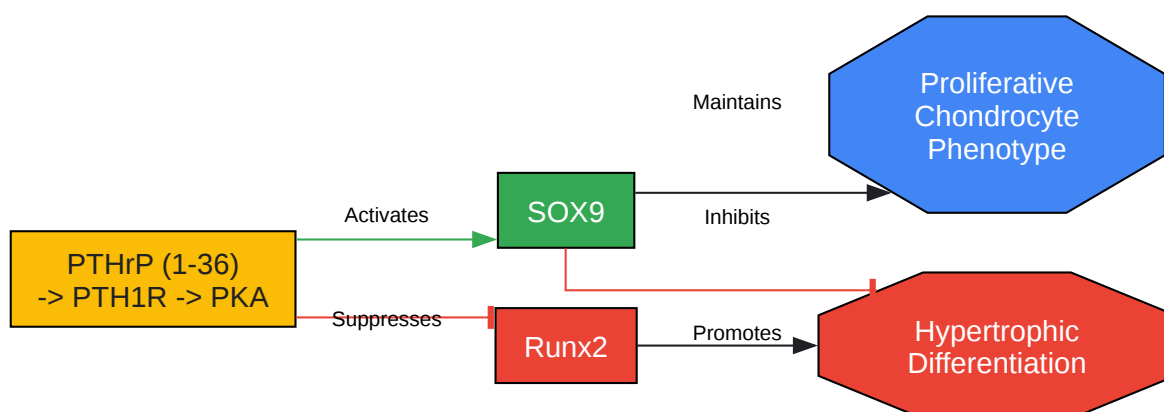 Proliferative
Chondrocyte
Phenotype
Maintains
SOX9
Activates
Inhibits
PTHrP (1-36)
-> PTH1R -> PKA
Suppresses
Runx2
Promotes
Hypertrophic
Differentiation